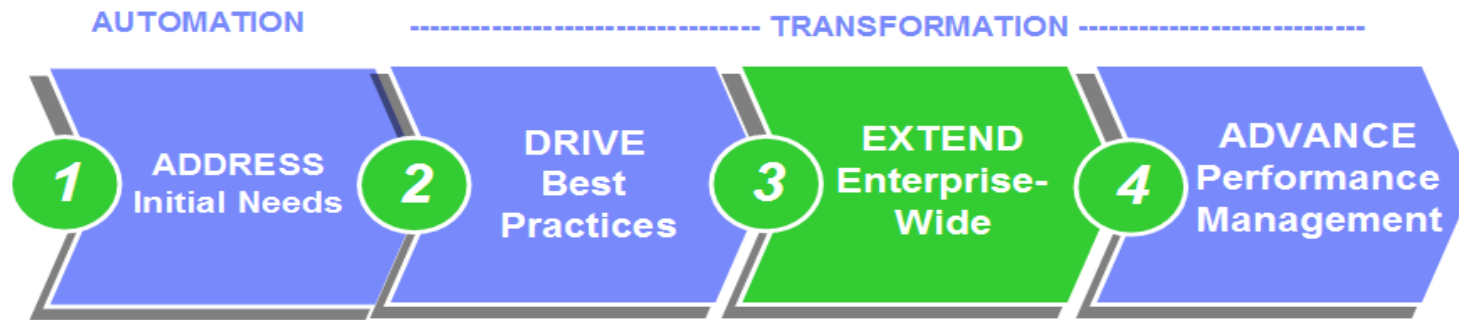 AUTOMATION
-------------------------------- TRANSFORMATION --------------------------
1
ADDRESS
Initial Needs
2
DRIVE
Best
Practices
3
EXTEND
Enterprise-
Wide
4
ADVANCE
Performance
Management